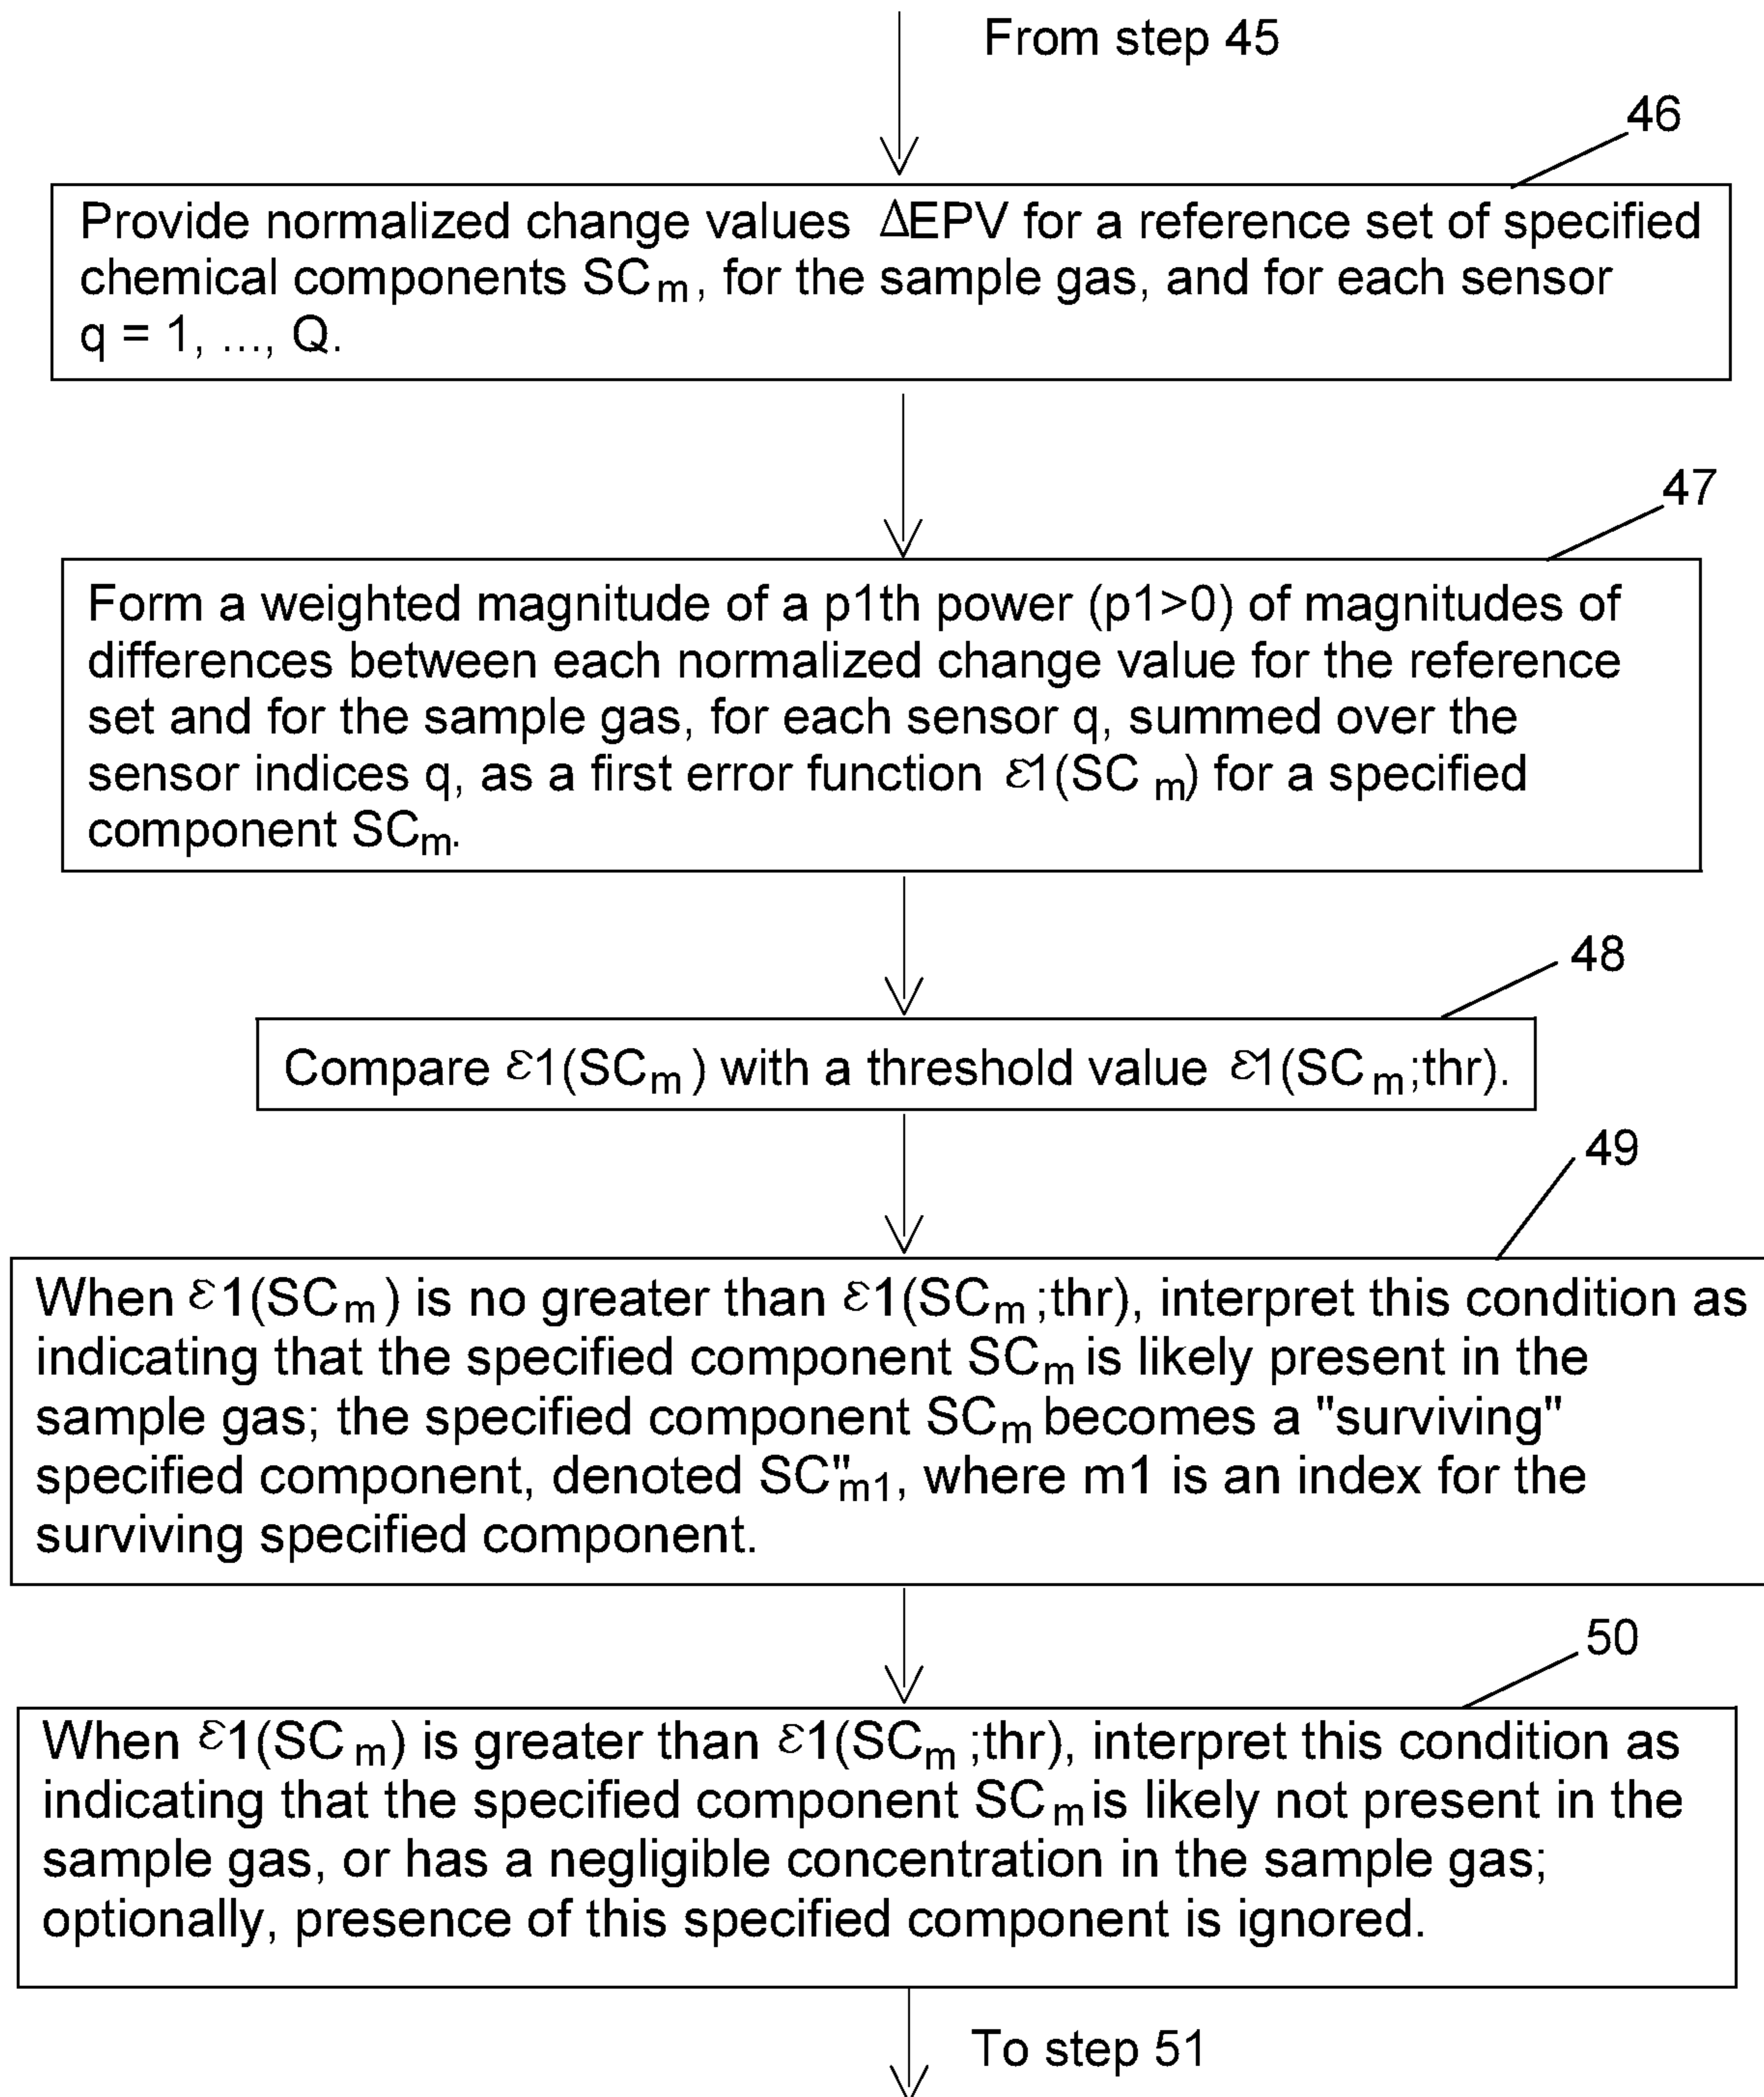 From step 45
46
Provide normalized change values ΔEPV for a reference set of specified
chemical components SCm, for the sample gas, and for each sensor
q = 1, ..., Q.
47
Form a weighted magnitude of a p1th power (p1>0) of magnitudes of
differences between each normalized change value for the reference
set and for the sample gas, for each sensor q, summed over the
sensor indices q, as a first error function ε1(SCm) for a specified
component SCm.
48
Compare ε1(SCm) with a threshold value ε1(SCm;thr).
49
When ε1(SCm) is no greater than ε1(SCm;thr), interpret this condition as
indicating that the specified component SCm is likely present in the
sample gas; the specified component SCm becomes a "surviving"
specified component, denoted SC"m1, where m1 is an index for the
surviving specified component.
50
When ε1(SCm) is greater than ε1(SCm;thr), interpret this condition as
indicating that the specified component SCm is likely not present in the
sample gas, or has a negligible concentration in the sample gas;
optionally, presence of this specified component is ignored.
To step 51